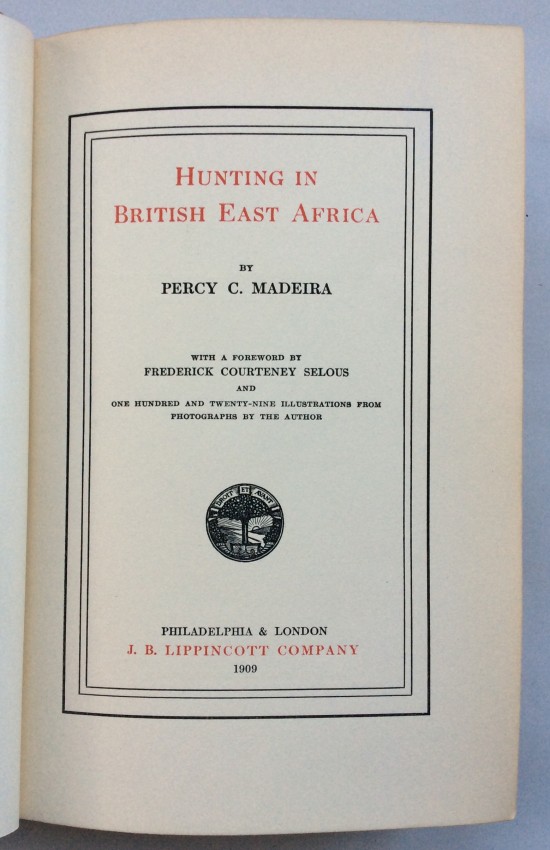 HUNTING IN
BRITISH EAST AFRICA
BY
PERCY C. MADEIRA
WITH A FOREWORD BY
FREDERICK COURTENEY SELOUS
AND
ONE HUNDRED AND TWENTY-NINE ILLUSTRATIONS FROM
PHOTOGRAPHS BY THE AUTHOR
DROIT ET AVANT
PHILADELPHIA & LONDON
J. B. LIPPINCOTT COMPANY
1909